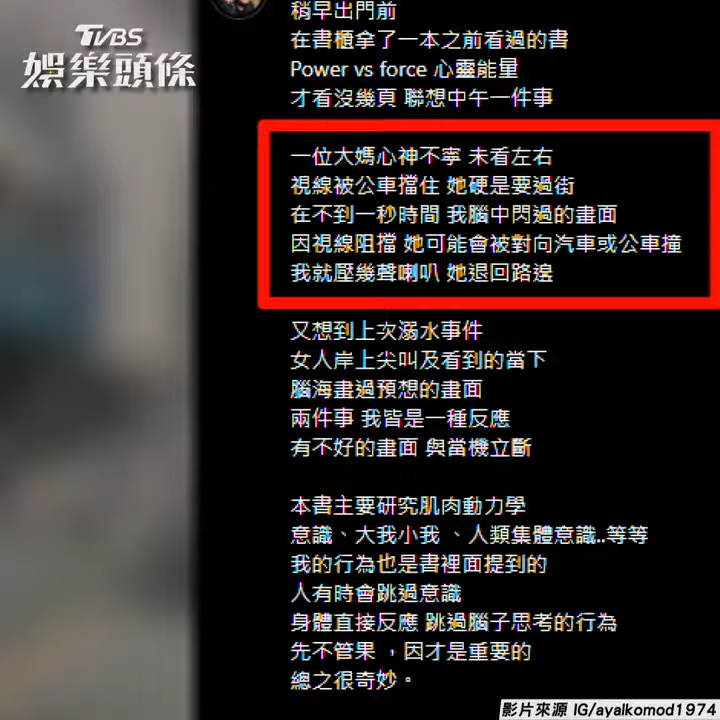 TVBS
娛樂頭條
稍早出門前
在書櫃拿了一本之前看過的書
Power vs force 心靈能量
才看沒幾頁 聯想中午一件事
一位大媽心神不寧 未看左右
視線被公車擋住 她硬是要過街
在不到一秒時間 我腦中閃過的畫面
因視線阻擋 她可能會被對向汽車或公車撞
我就壓幾聲喇叭 她退回路邊
又想到上次溺水事件
女人岸上尖叫及看到的當下
腦海畫過預想的畫面
兩件事 我皆是一種反應
有不好的畫面 與當機立斷
本書主要研究肌肉動力學
意識、大我小我 、人類集體意識..等等
我的行為也是書裡面提到的
人有時會跳過意識
身體直接反應 跳過腦子思考的行為
先不管果 ，因才是重要的
總之很奇妙。
影片來源 IG/ayalkomod1974